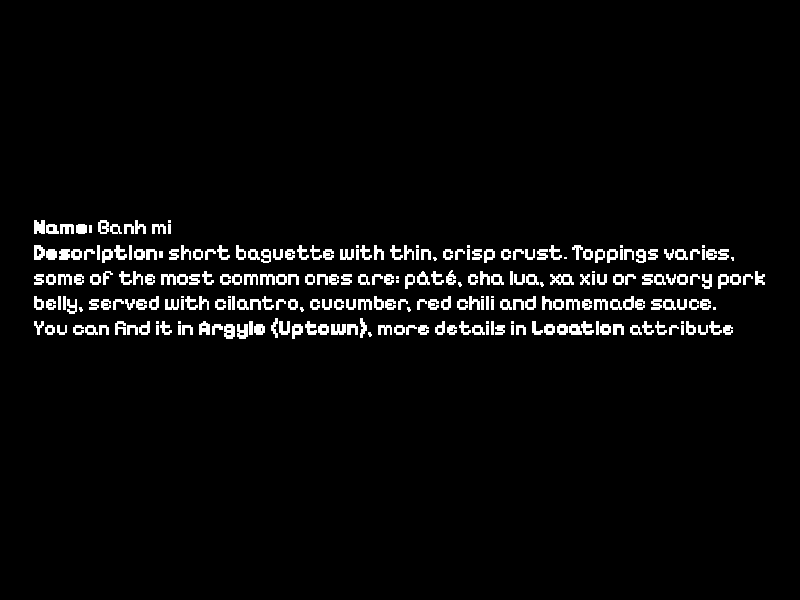 Name: Banh mi
Description: short baguette with thin, crisp crust. Toppings varies,
some of the most common ones are: pâté, cha lua, xa xiu or savory pork
belly, served with cilantro, cucumber, red chili and homemade sauce.
You can find it in Argyle (Uptown), more details in Location attribute